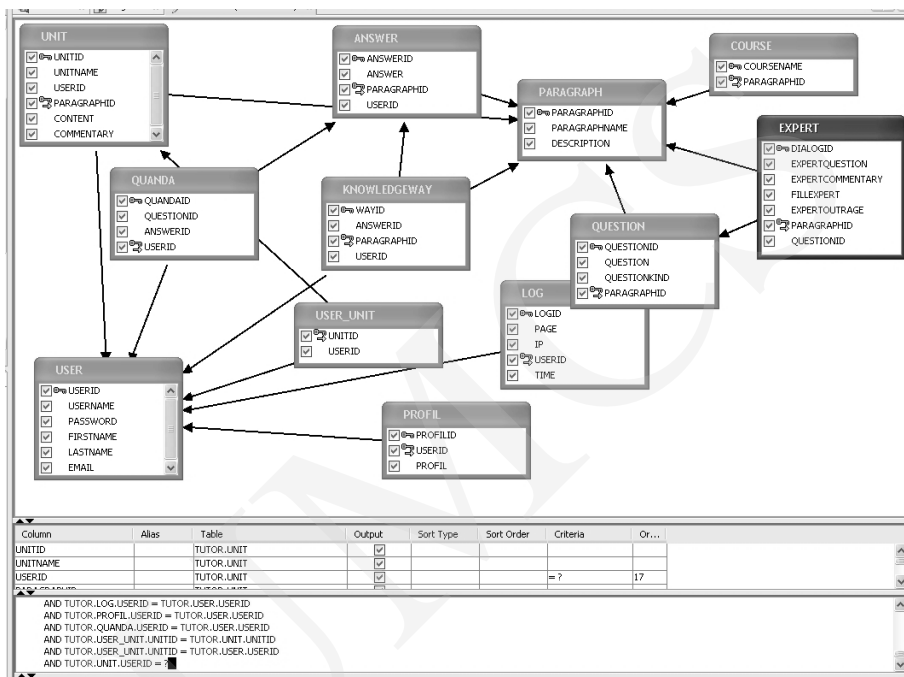 UNIT
UNITID
UNITNAME
USERID
PARAGRAPHID
CONTENT
COMMENTARY
ANSWER
ANSWERID
ANSWER
PARAGRAPHID
USERID
COURSE
COURSENAME
PARAGRAPHID
PARAGRAPH
PARAGRAPHID
PARAGRAPHNAME
DESCRIPTION
EXPERT
DIALOGID
EXPERTQUESTION
EXPERTCOMMENTARY
FILLEXPERT
EXPERTOUTRAGE
PARAGRAPHID
QUESTIONID
QUANDA
QUANDAID
QUESTIONID
ANSWERID
USERID
KNOWLEDGEWAY
WAYID
ANSWERID
PARAGRAPHID
USERID
QUESTION
QUESTIONID
QUESTION
QUESTIONKIND
PARAGRAPHID
LOG
LOGID
PAGE
IP
USERID
TIME
USER_UNIT
UNITID
USERID
USER
USERID
USERNAME
PASSWORD
FIRSTNAME
LASTNAME
EMAIL
PROFIL
PROFILID
USERID
PROFIL
Column Alias Table Output Sort Type Sort Order Criteria Or...
UNITID TUTOR.UNIT
UNITNAME TUTOR.UNIT
USERID TUTOR.UNIT = ? 17
PARAGRAPHID TUTOR.UNIT
AND TUTOR.LOG.USERID = TUTOR.USER.USERID
AND TUTOR.PROFIL.USERID = TUTOR.USER.USERID
AND TUTOR.QUANDA.USERID = TUTOR.USER.USERID
AND TUTOR.USER_UNIT.UNITID = TUTOR.UNIT.UNITID
AND TUTOR.USER_UNIT.UNITID = TUTOR.USER.USERID
AND TUTOR.UNIT.USERID = ?
UMCS